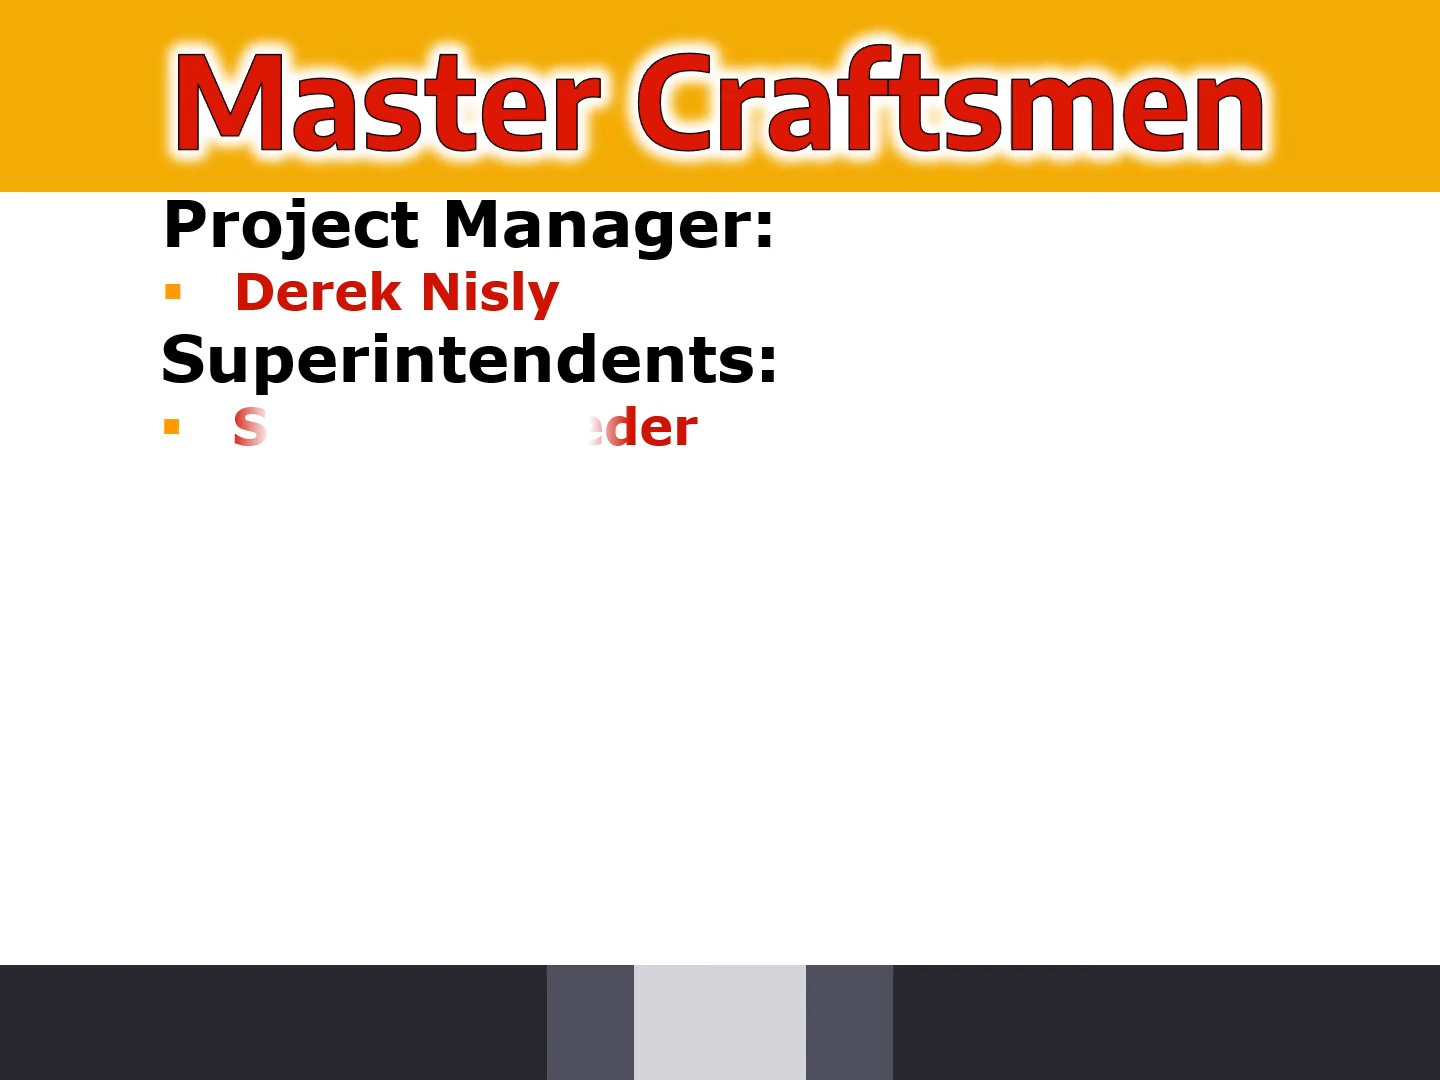 Master Craftsmen
Project Manager:
Derek Nisly
Superintendents: